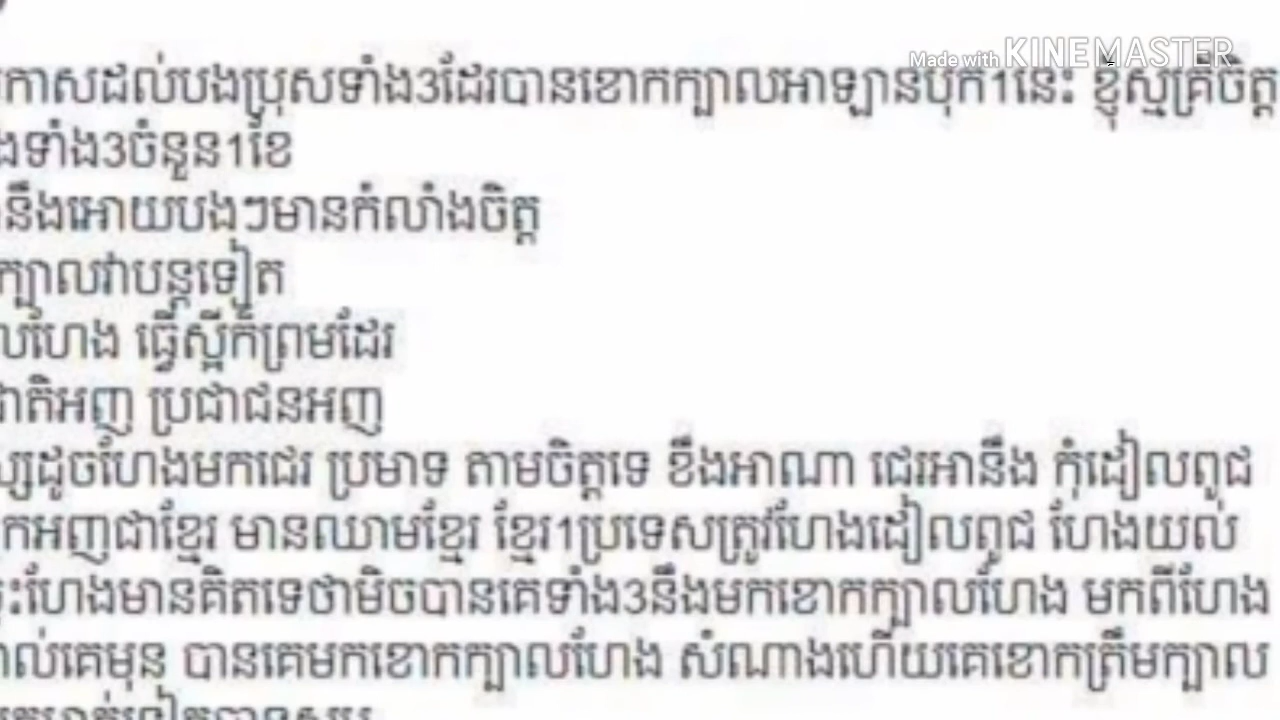 Made with KINEMASTER
កាសដល់បងប្រុសទាំង3ដែរបានខោកក្បាលអាឡានបុក1នេះ ខ្ញុំស្មគ្រីចិត្ត
ងទាំង3ចំនួន1ខែ
នឹងអោយបងៗមានកំលាំងចិត្ត
ក្បាលវាបន្តទៀត
លហែង ធ្វើស្អីក៏ព្រមដែរ
ជាតិអញ ប្រជាជនអញ
ស្សដូចហែងមកជេរ ប្រមាទ តាមចិត្តទេ ខឹងអាណា ជេរអានឹង កុំដៀលពូជ
កអញជាខ្មែរ មានឈាមខ្មែរ ខ្មែរ1ប្រទេសត្រូវហែងដៀលពូជ ហែងយល់
ះហែងមានគិតទេថាមិចបានគេទាំង3នឹងមកខោកក្បាលហែង មកពីហែង
ល់គេមុន បានគេមកខោកក្បាលហែង សំណាងហើយគេខោកត្រឹមក្បាល